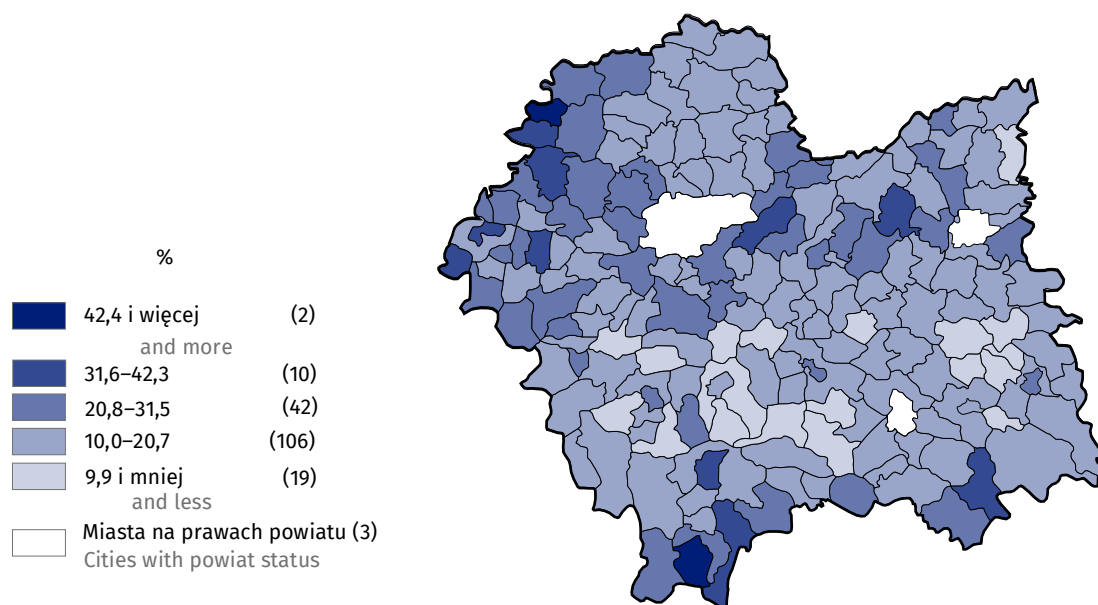 %
42,4 i więcej (2)
and more
31,6–42,3 (10)
20,8–31,5 (42)
10,0–20,7 (106)
9,9 i mniej (19)
and less
Miasta na prawach powiatu (3)
Cities with powiat status